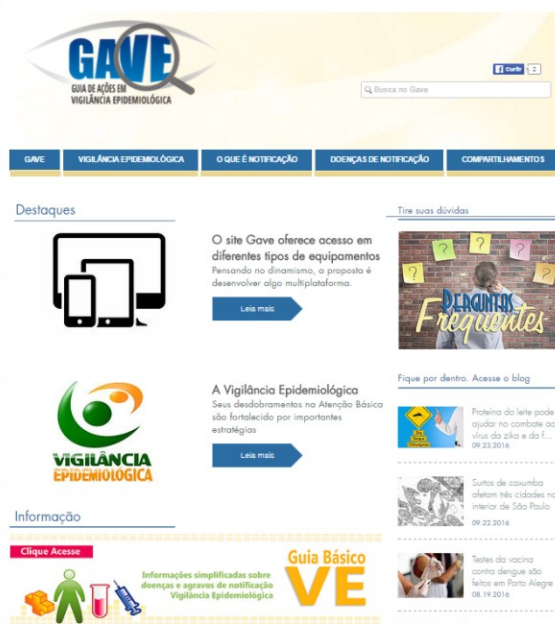 GAVE
GUIA DE AÇÕES EM
VIGILÂNCIA EPIDEMIOLÓGICA
Curtir 2
Busca no Gave
GAVE
VIGILÂNCIA EPIDEMIOLÓGICA
O QUE É NOTIFICAÇÃO
DOENÇAS DE NOTIFICAÇÃO
COMPARTILHAMENTOS
Destaques
O site Gave oferece acesso em
diferentes tipos de equipamentos
Pensando no dinamismo, a proposta é
desenvolver algo multiplataforma.
Leia mais
VIGILÂNCIA
EPIDEMIOLÓGICA
A Vigilância Epidemiológica
Seus desdobramentos na Atenção Básica
são fortalecido por importantes
estratégias
Leia mais
Informação
Clique Acesse
Informações simplificadas sobre
doenças e agravos de notificação
Vigilância Epidemiológica
Guia Básico
VE
Tire suas dúvidas
? ? ? ? ?
PERGUNTAS
Frequentes
Fique por dentro. Acesse o blog
Proteína do leite pode
ajudar no combate ao
vírus da zika e da f...
09.23.2016
Surtos de caxumba
afetam três cidades no
interior de São Paulo
09.22.2016
Testes da vacina
contra dengue são
feitos em Porto Alegre
08.19.2016